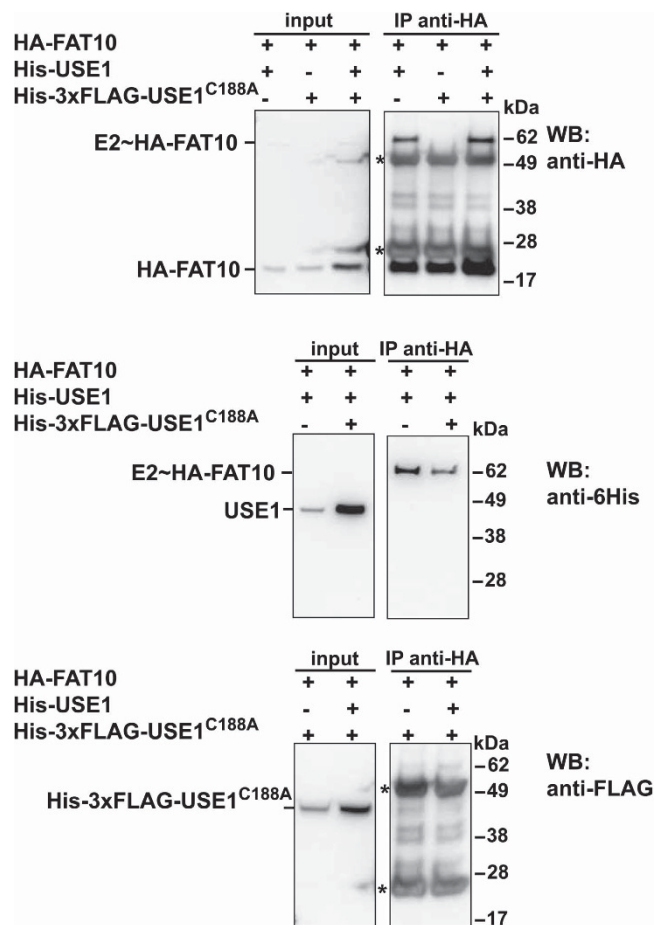 input IP anti-HA
HA-FAT10 + + + + + +
His-USE1 + - + + - +
His-3xFLAG-USE1C188A - + + - + +
kDa
E2~HA-FAT10 –62 WB:
* –49 anti-HA
–38
* –28
HA-FAT10 –17
input IP anti-HA
HA-FAT10 + + + +
His-USE1 + + + +
His-3xFLAG-USE1C188A - + - +
kDa
E2~HA-FAT10 –62 WB:
USE1 –49 anti-6His
–38
–28
input IP anti-HA
HA-FAT10 + + + +
His-USE1 - + - +
His-3xFLAG-USE1C188A + + + +
kDa
–62 WB:
His-3xFLAG-USE1C188A * –49 anti-FLAG
–38
* –28
–17